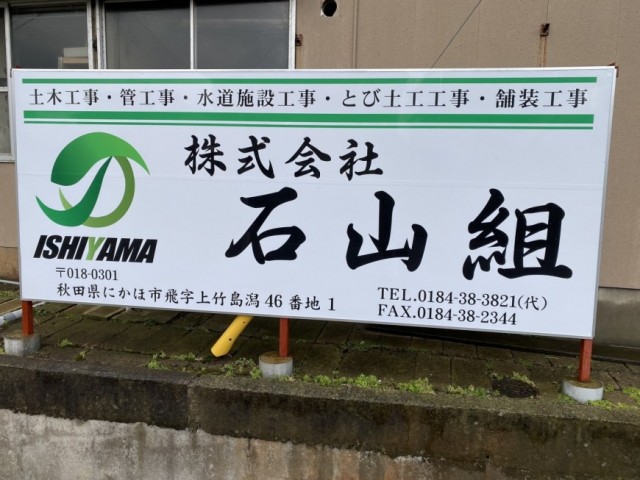 土木工事・管工事・水道施設工事・とび土工工事・舗装工事
株式会社
石山組
ISHIYAMA
〒018-0301
秋田県にかほ市飛字上竹島潟46番地1
TEL.0184-38-3821(代)
FAX.0184-38-2344